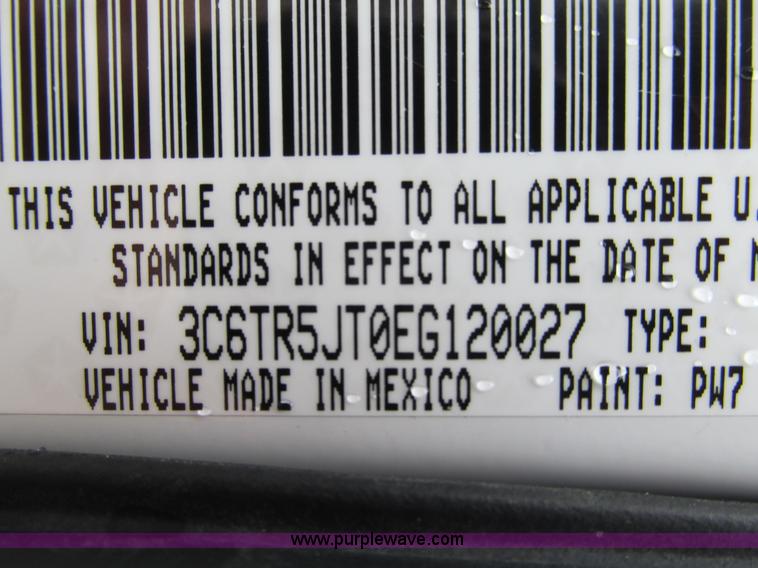 THIS VEHICLE CONFORMS TO ALL APPLICABLE U.
STANDARDS IN EFFECT ON THE DATE OF
VIN: 3C6TR5JT0EG120027 TYPE:
VEHICLE MADE IN MEXICO PAINT: PW7
www.purplewave.com